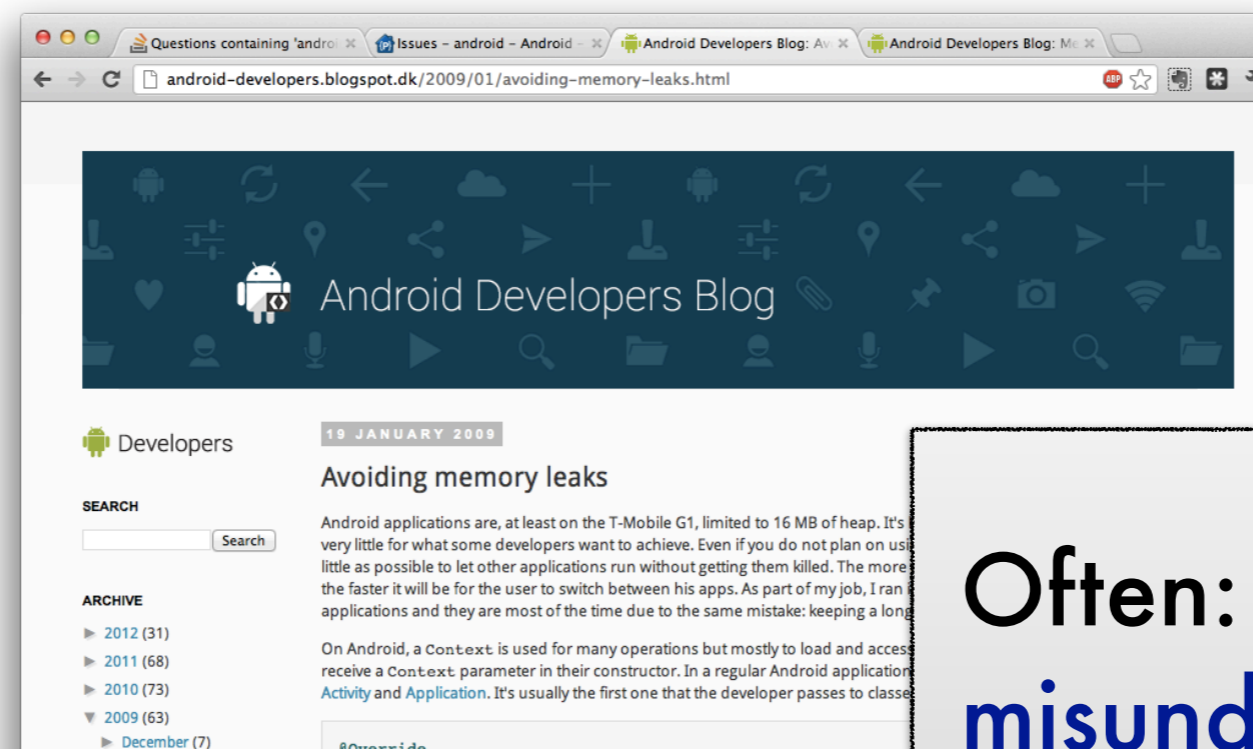 Questions containing 'androi
Issues – android – Android –
Android Developers Blog: Av
Android Developers Blog: Me
android-developers.blogspot.dk/2009/01/avoiding-memory-leaks.html
ABP
Android Developers Blog
Developers
SEARCH
Search
ARCHIVE
► 2012 (31)
► 2011 (68)
► 2010 (73)
▼ 2009 (63)
► December (7)
19 JANUARY 2009
Avoiding memory leaks
Android applications are, at least on the T-Mobile G1, limited to 16 MB of heap. It's
very little for what some developers want to achieve. Even if you do not plan on usi
little as possible to let other applications run without getting them killed. The more
the faster it will be for the user to switch between his apps. As part of my job, I ran
applications and they are most of the time due to the same mistake: keeping a long
On Android, a Context is used for many operations but mostly to load and access
receive a Context parameter in their constructor. In a regular Android application
Activity and Application. It's usually the first one that the developer passes to classe
@Override
Often:
misund